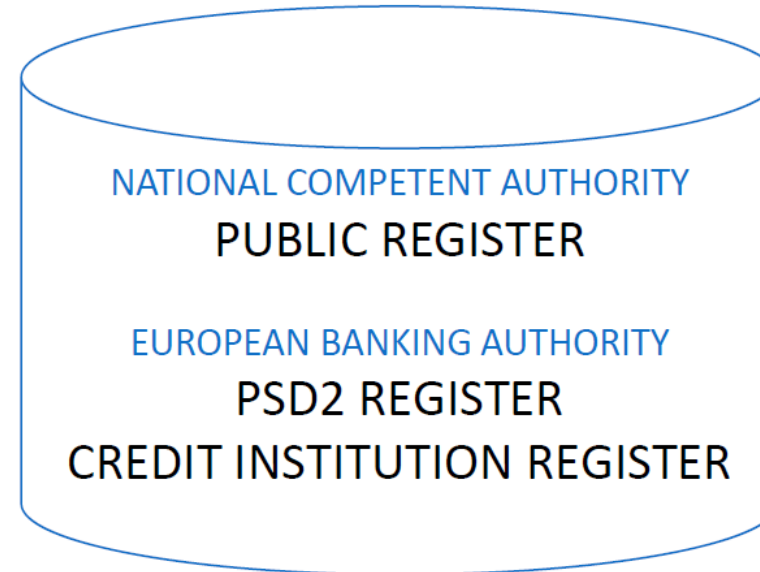 NATIONAL COMPETENT AUTHORITY
PUBLIC REGISTER
EUROPEAN BANKING AUTHORITY
PSD2 REGISTER
CREDIT INSTITUTION REGISTER